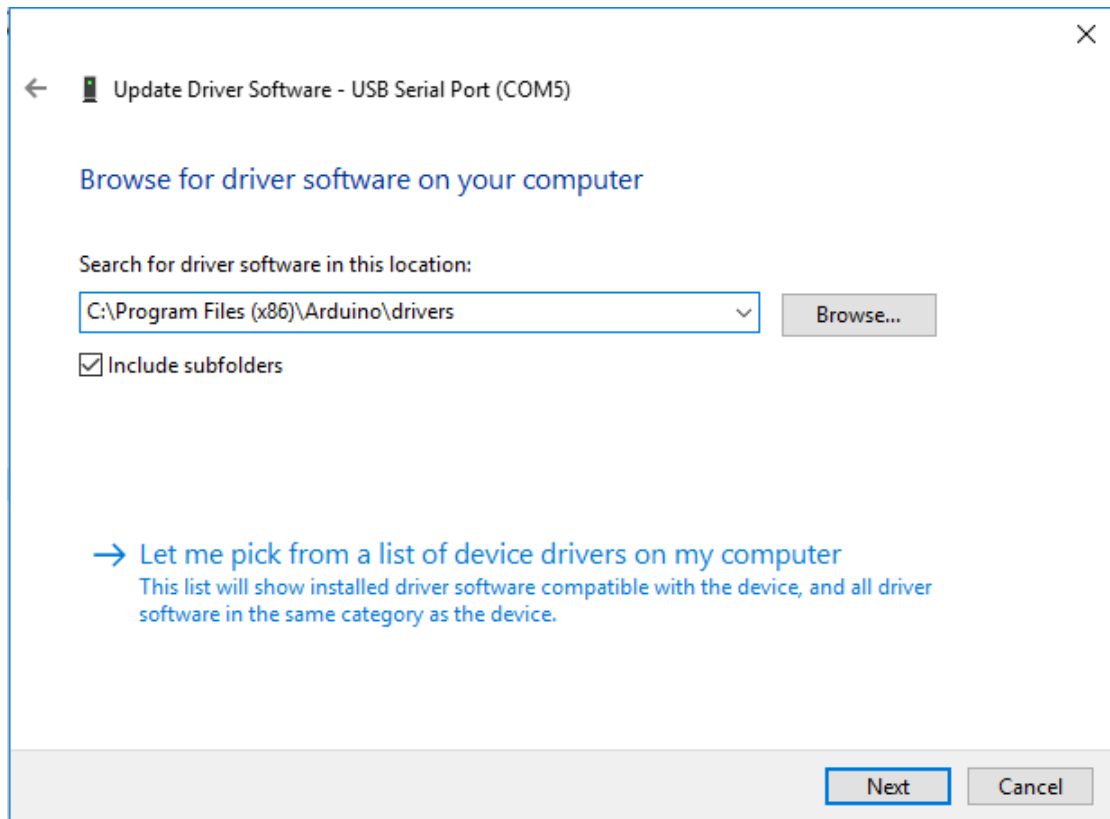 Update Driver Software - USB Serial Port (COM5)
Browse for driver software on your computer
Search for driver software in this location:
C:\Program Files (x86)\Arduino\drivers
Browse...
Include subfolders
Let me pick from a list of device drivers on my computer
This list will show installed driver software compatible with the device, and all driver
software in the same category as the device.
Next
Cancel